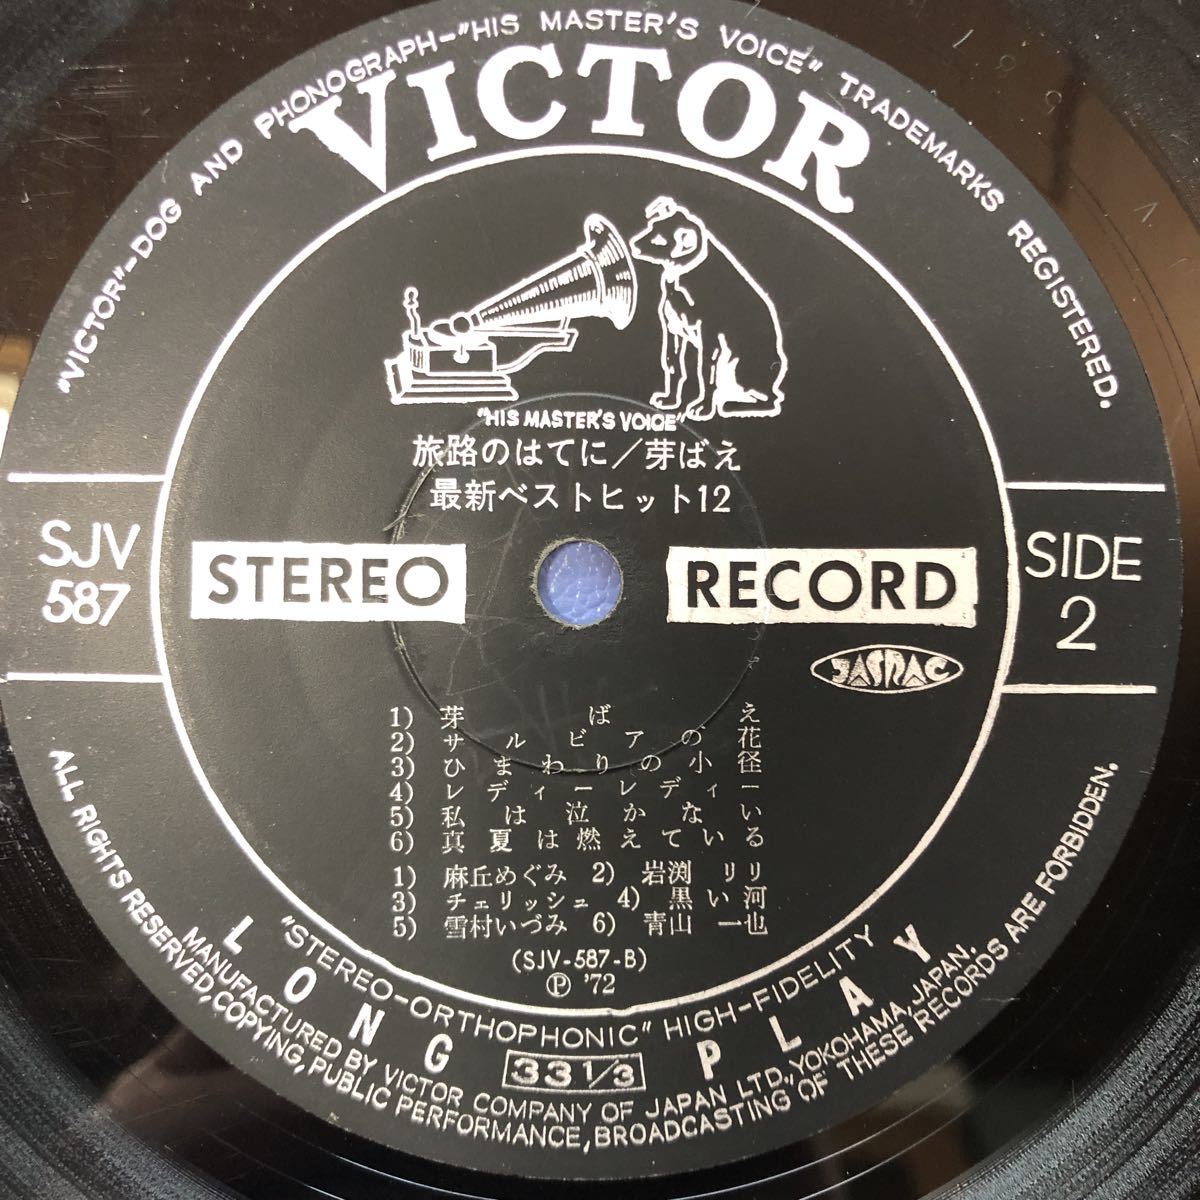 "VICTOR"-DOG AND PHONOGRAPH-"HIS MASTER'S VOICE" TRADEMARKS REGISTERED.
VICTOR
"HIS MASTER'S VOICE"
旅路のはてに/芽ばえ
最新ベストヒット12
SJV
587
STEREO
RECORD
SIDE
2
JASRAC
1) 芽ばえ
2) サルビアの花
3) ひまわりの小径
4) レディーレディー
5) 私は泣かない
6) 真夏は燃えている
1) 麻丘めぐみ 2) 岩渕 リリ
3) チェリッシュ 4) 黒い河
5) 雪村いづみ 6) 青山 一也
(SJV-587-B)
Ⓟ '72
"STEREO-ORTHOPHONIC" HIGH-FIDELITY
LONG PLAY
33 1/3
MANUFACTURED BY VICTOR COMPANY OF JAPAN LTD., YOKOHAMA, JAPAN.
ALL RIGHTS RESERVED, COPYING, PUBLIC PERFORMANCE, BROADCASTING OF THESE RECORDS ARE FORBIDDEN.